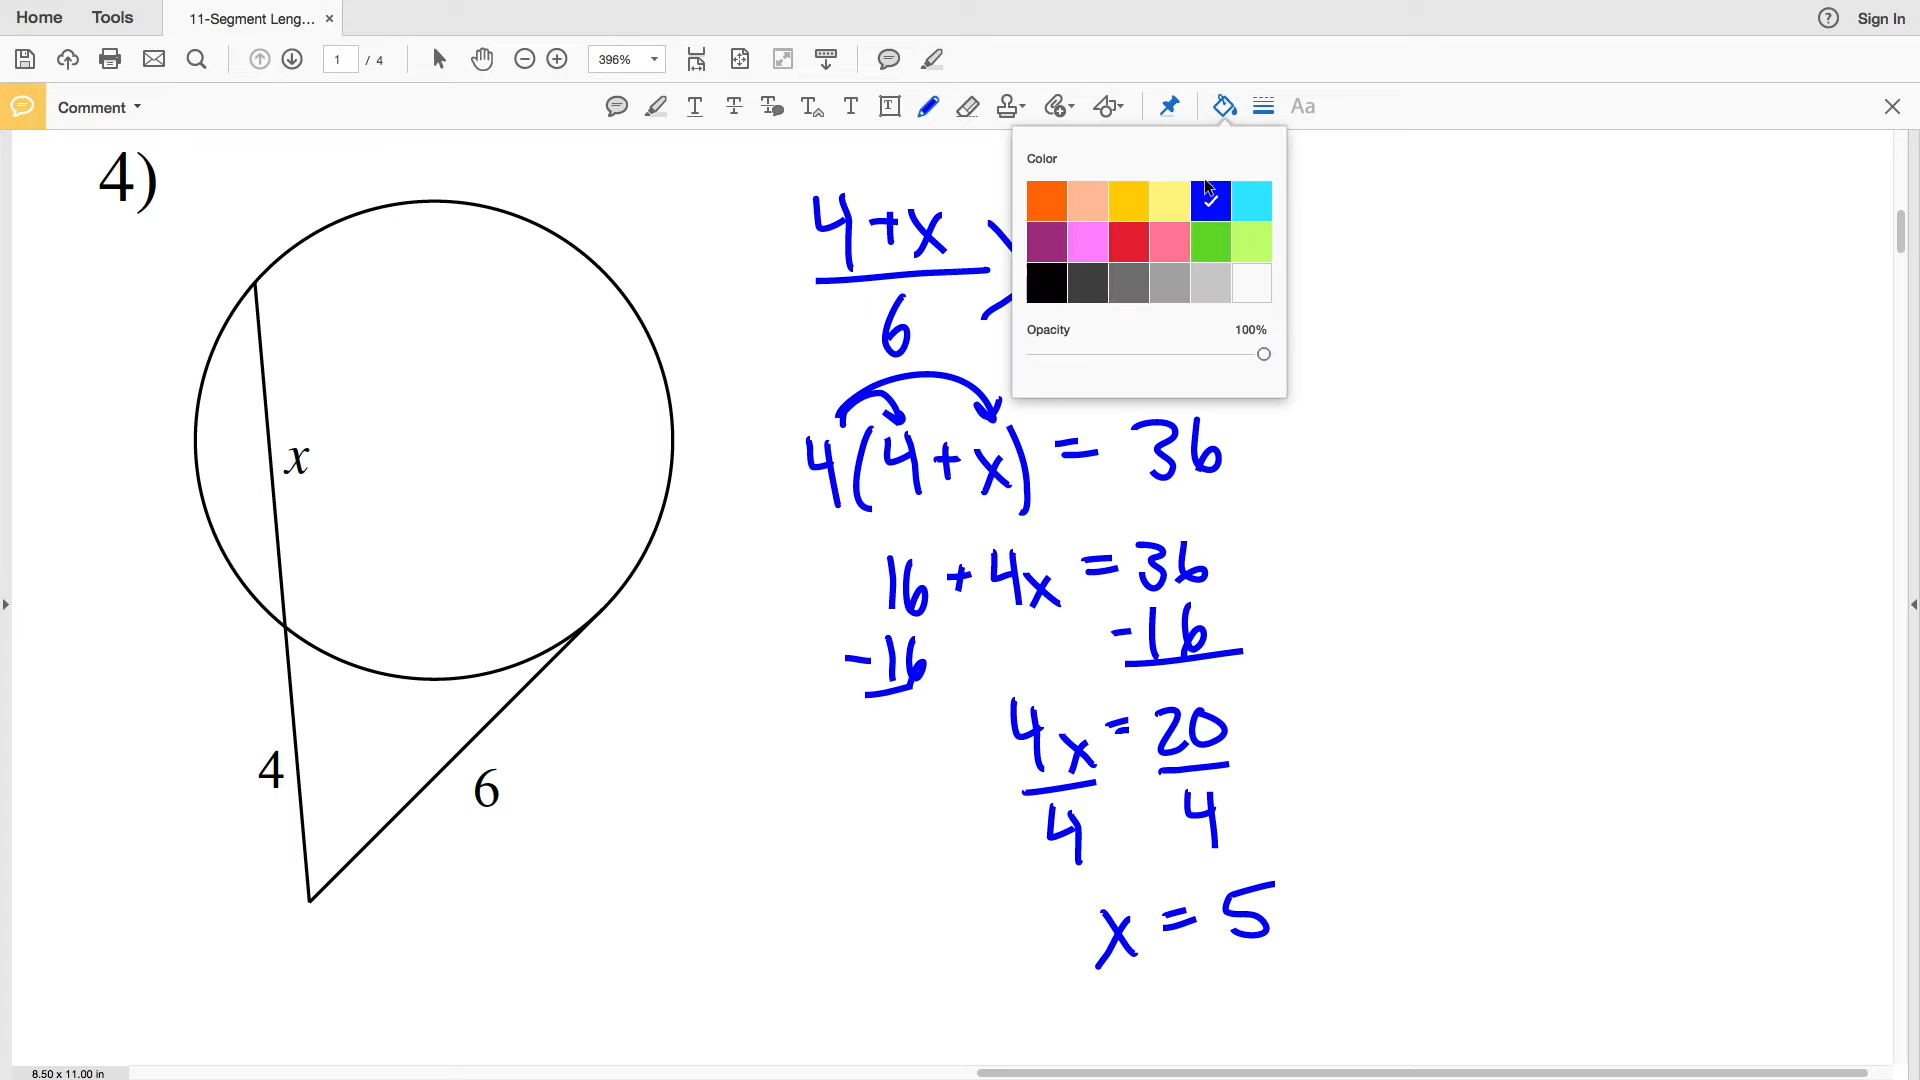 Home Tools 11-Segment Leng... × ? Sign In
1 / 4 396%
Comment T T T T T T Aa
4)
Color
4+x
6
Opacity 100%
4(4+x) = 36
x
16 + 4x = 36
-16 -16
4x = 20
4 4
4
6
x = 5
8.50 x 11.00 in